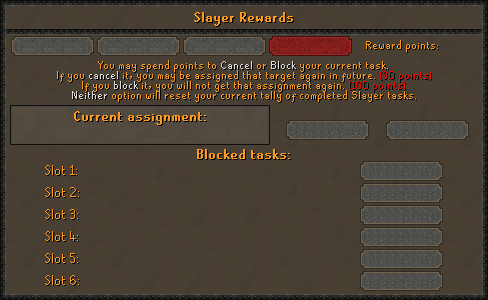 Slayer Rewards
Reward points:
You may spend points to Cancel or Block your current task.
If you cancel it, you may be assigned that target again in future. (30 points)
If you block it, you will not get that assignment again. (100 points)
Neither option will reset your current tally of completed Slayer tasks.
Current assignment:
Blocked tasks:
Slot 1:
Slot 2:
Slot 3:
Slot 4:
Slot 5:
Slot 6: